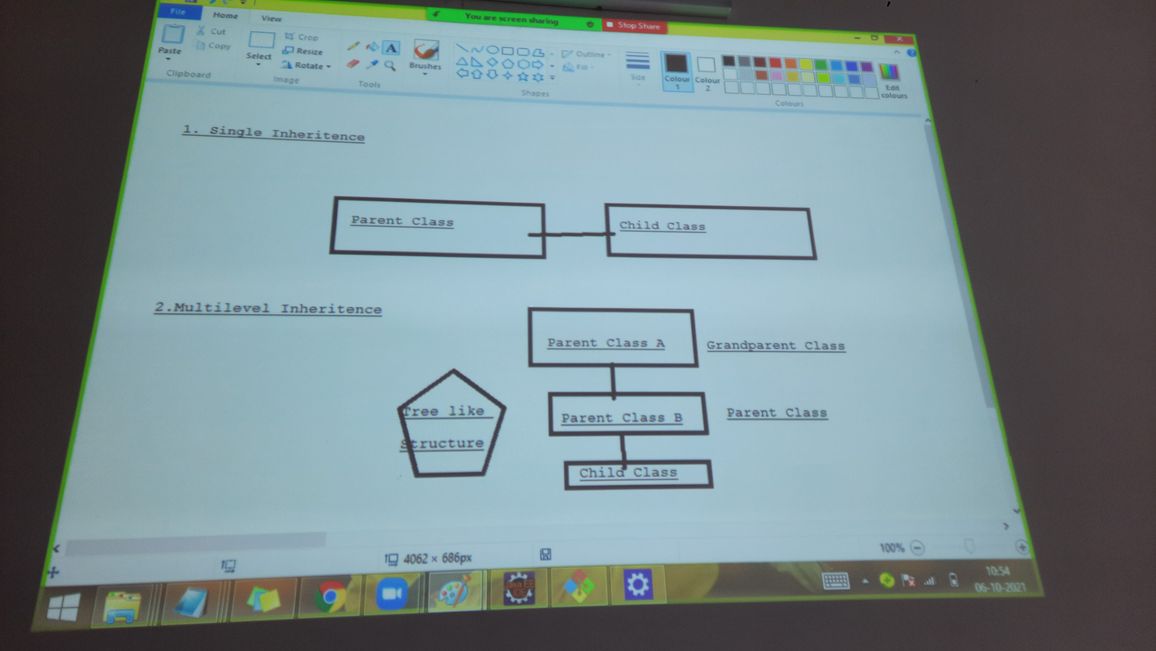 You are screen sharing
Stop Share
File
Home
View
Paste
Cut
Copy
Clipboard
Select
Crop
Resize
Rotate
Image
Tools
Brushes
Outline
Fill
Shapes
Size
Colour 1
Colour 2
Edit colours
Colours
1. Single Inheritence
Parent Class
Child Class
2.Multilevel Inheritence
Parent Class A
Grandparent Class
Tree like
Structure
Parent Class B
Parent Class
Child Class
4062 × 686px
100%
10:54
06-10-2021